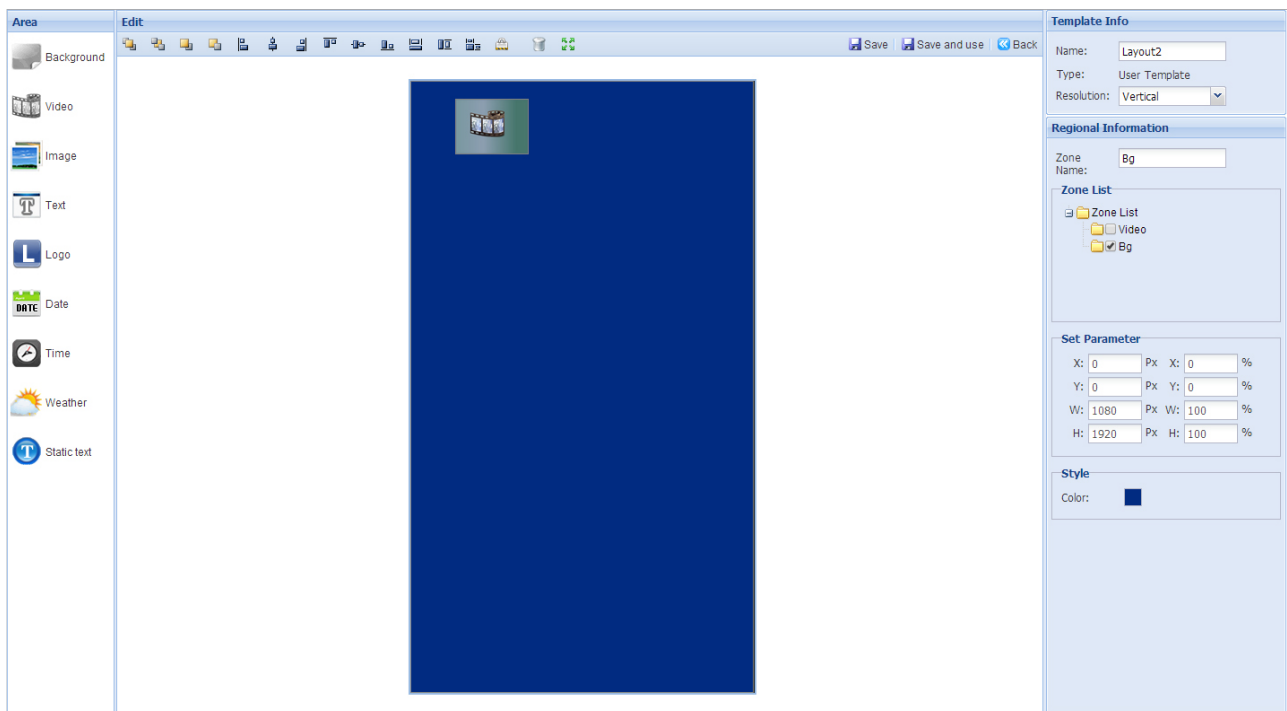 Area
Edit
Template Info
Background
Video
Image
Text
Logo
DATE Date
Time
Weather
Static text
Save Save and use Back
Name: Layout2
Type: User Template
Resolution: Vertical
Regional Information
Zone Name: Bg
Zone List
Zone List
Video
Bg
Set Parameter
X: 0 Px X: 0 %
Y: 0 Px Y: 0 %
W: 1080 Px W: 100 %
H: 1920 Px H: 100 %
Style
Color: